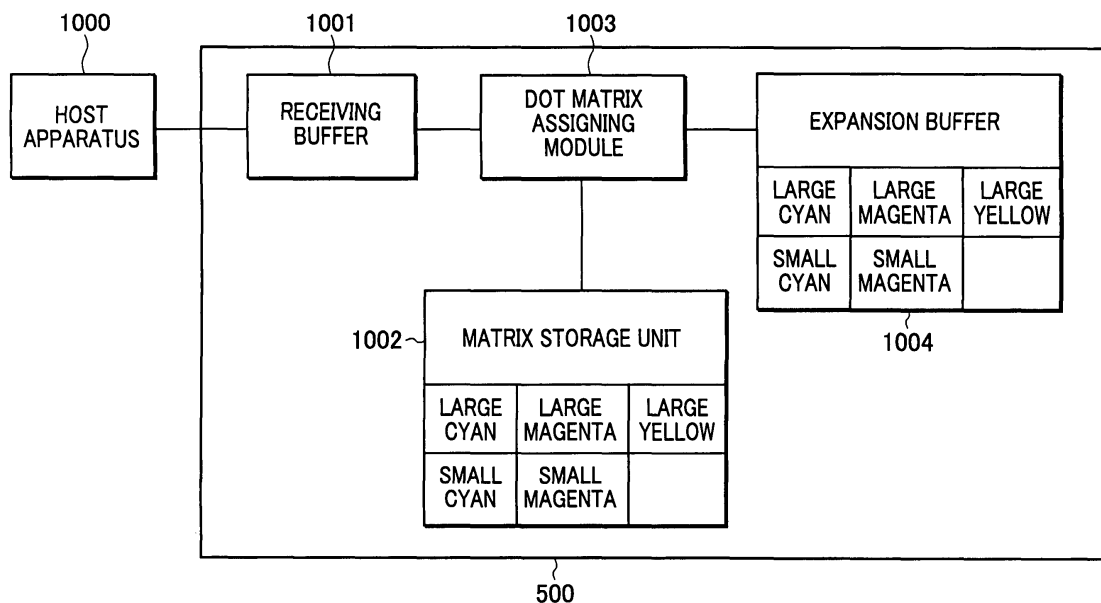 1000
1001
1003
HOST
APPARATUS
RECEIVING
BUFFER
DOT MATRIX
ASSIGNING
MODULE
EXPANSION BUFFER
LARGE
CYAN
LARGE
MAGENTA
LARGE
YELLOW
SMALL
CYAN
SMALL
MAGENTA
1004
1002
MATRIX STORAGE UNIT
LARGE
CYAN
LARGE
MAGENTA
LARGE
YELLOW
SMALL
CYAN
SMALL
MAGENTA
500